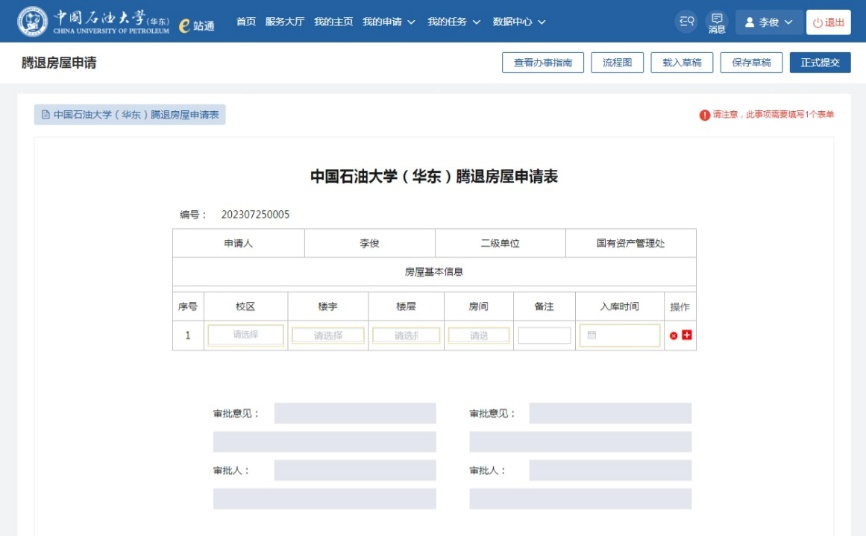 中国石油大学(华东) e站通 首页 服务大厅 我的主页 我的申请 我的任务 数据中心 消息 李俊 退出
CHINA UNIVERSITY OF PETROLEUM
腾退房屋申请 查看办事指南 流程图 载入草稿 保存草稿 正式提交
中国石油大学(华东)腾退房屋申请表 请注意,此事项需要填写1个表单
中国石油大学(华东)腾退房屋申请表
编号: 202307250005
申请人 李俊 二级单位 国有资产管理处
房屋基本信息
序号 校区 楼宇 楼层 房间 备注 入库时间 操作
1 请选择 请选择 请选 请选
审批意见: 审批意见:
审批人: 审批人: